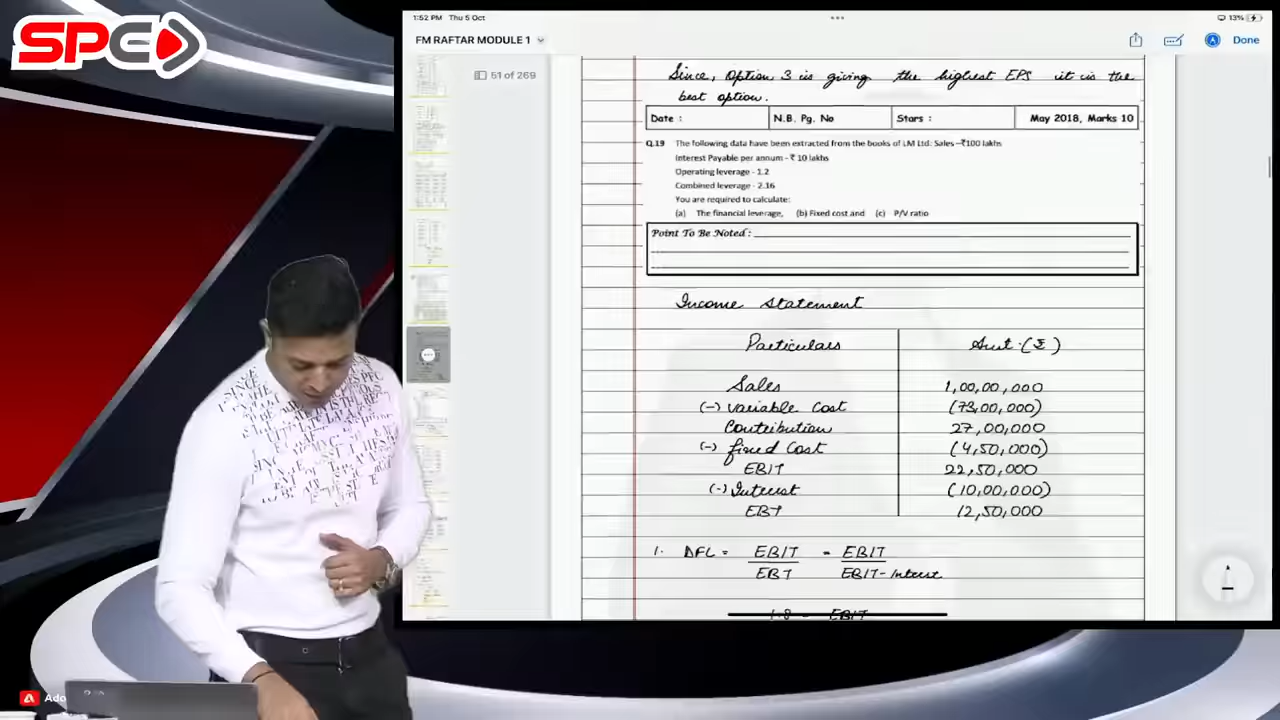 SPC
1:52 PM Thu 5 Oct
13%
FM RAFTAR MODULE 1
Done
51 of 269
Since, Option 3 is giving the highest EPS it is the
best option.
Date : N.B. Pg. No Stars : May 2018, Marks 10
Q.19 The following data have been extracted from the books of LM Ltd: Sales -₹100 lakhs
Interest Payable per annum - ₹ 10 lakhs
Operating leverage - 1.2
Combined leverage - 2.16
You are required to calculate:
(a) The financial leverage, (b) Fixed cost and (c) P/V ratio
Point To Be Noted :
Income Statement
Particulars Amt.(₹)
Sales 1,00,00,000
(-) Variable Cost (73,00,000)
Contribution 27,00,000
(-) fixed Cost (4,50,000)
EBIT 22,50,000
(-) Interest (10,00,000)
EBT 12,50,000
1. DFL = EBIT = EBIT
EBT EBIT-Interest
1.8 = EBIT
Ado